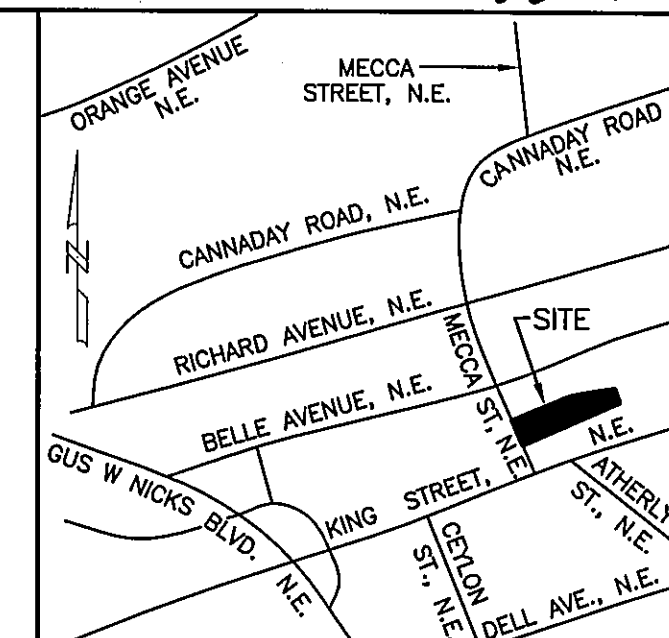 ORANGE AVENUE
N.E.
MECCA
STREET, N.E.
CANNADAY ROAD
N.E.
N
CANNADAY ROAD, N.E.
RICHARD AVENUE, N.E.
MECCA ST, N.E.
SITE
BELLE AVENUE, N.E.
GUS W NICKS BLVD.
N.E.
KING STREET, N.E.
ATHERLY
ST., N.E.
CEYLON
ST., N.E
DELL AVE., N.E.